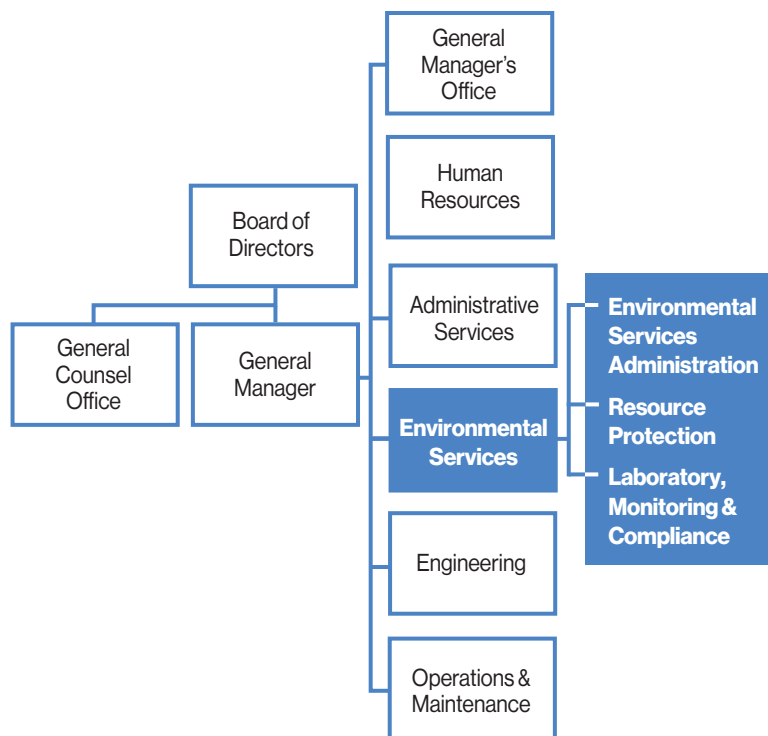 General
Manager’s
Office
Human
Resources
Board of
Directors
Administrative
Services
General
Counsel
Office
General
Manager
Environmental
Services
Environmental
Services
Administration
Resource
Protection
Laboratory,
Monitoring &
Compliance
Engineering
Operations &
Maintenance